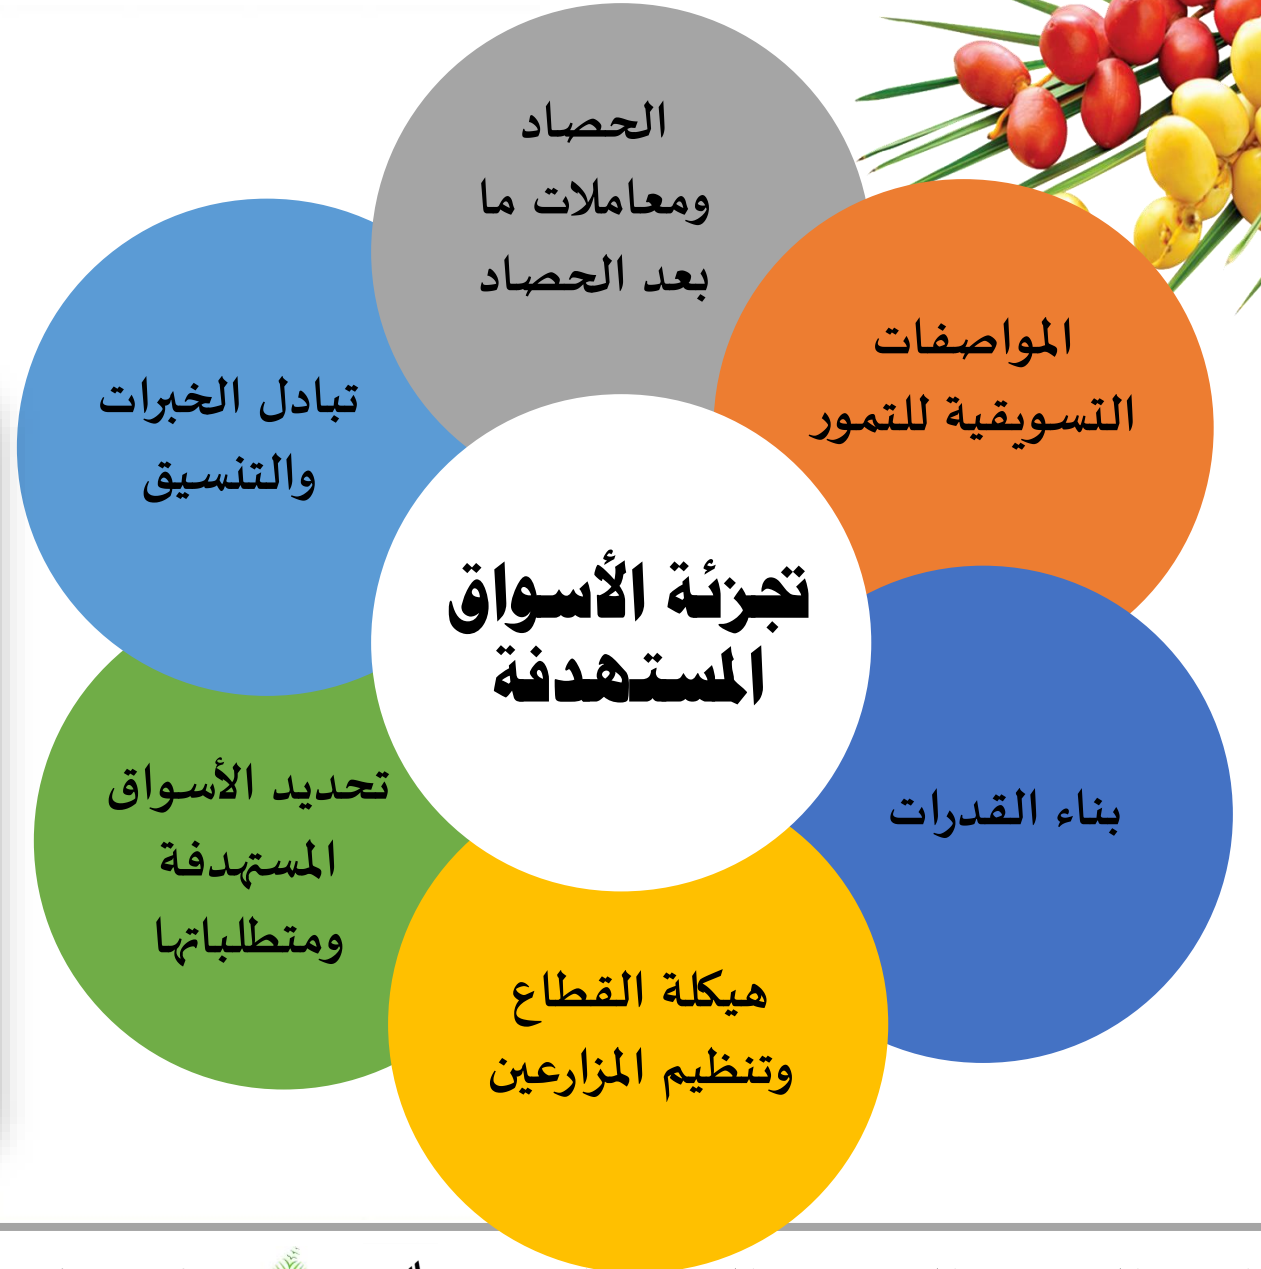 الحصاد
ومعاملات ما
بعد الحصاد
المواصفات
التسويقية للتمور
تبادل الخبرات
والتنسيق
تجزئة الأسواق
المستهدفة
بناء القدرات
تحديد الأسواق
المستهدفة
ومتطلباتها
هيكلة القطاع
وتنظيم المزارعين